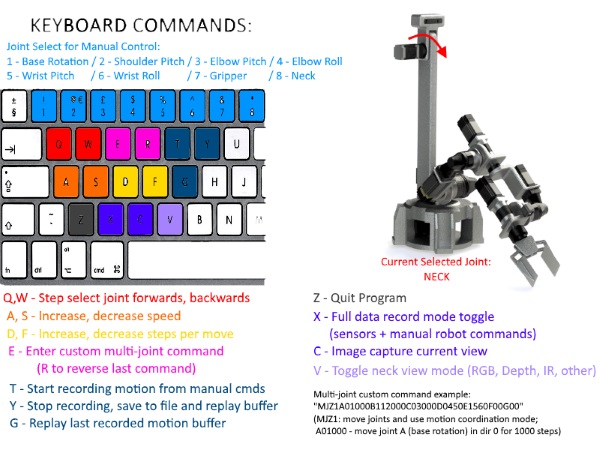 KEYBOARD COMMANDS:
Joint Select for Manual Control:
1 - Base Rotation / 2 - Shoulder Pitch / 3 - Elbow Pitch / 4 - Elbow Roll
5 - Wrist Pitch / 6 - Wrist Roll / 7 - Gripper / 8 - Neck
± ! @€ £ $ % ^ & *
§ 1 2 3 4 5 6 7 8
Q W E R T Y U
A S D F G H J
Z X C V B N
alt alt
fn ctrl cmd ⌘
Current Selected Joint:
NECK
Q,W - Step select joint forwards, backwards
A, S - Increase, decrease speed
D, F - Increase, decrease steps per move
E - Enter custom multi-joint command
(R to reverse last command)
T - Start recording motion from manual cmds
Y - Stop recording, save to file and replay buffer
G - Replay last recorded motion buffer
Z - Quit Program
X - Full data record mode toggle
(sensors + manual robot commands)
C - Image capture current view
V - Toggle neck view mode (RGB, Depth, IR, other)
Multi-joint custom command example:
"MJZ1A01000B112000C03000D0450E1560F00G00"
(MJZ1: move joints and use motion coordination mode;
A01000 - move joint A (base rotation) in dir 0 for 1000 steps)